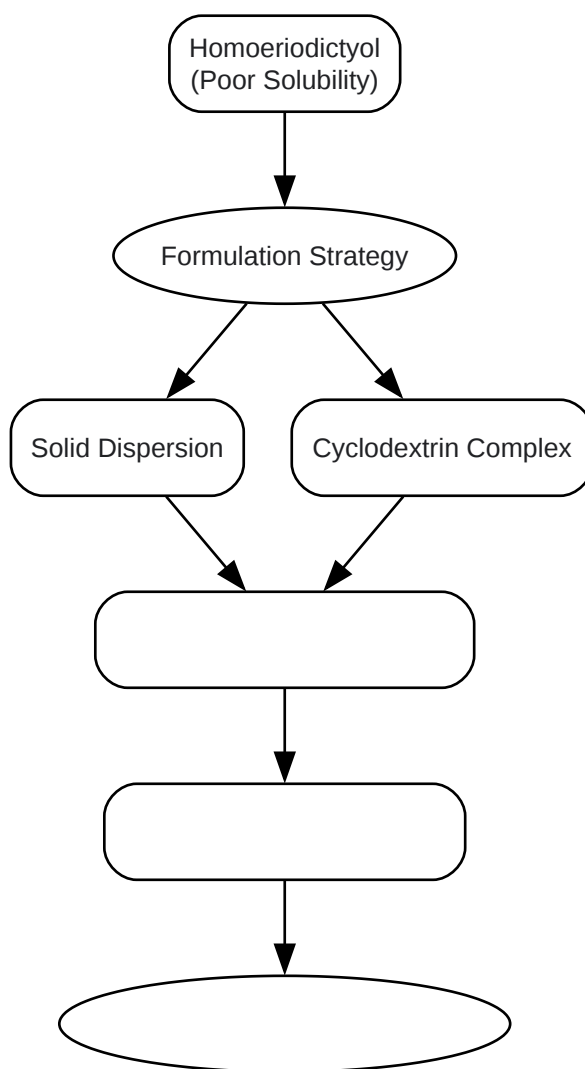 Homoeriodictyol
(Poor Solubility)
Formulation Strategy
Solid Dispersion
Cyclodextrin Complex